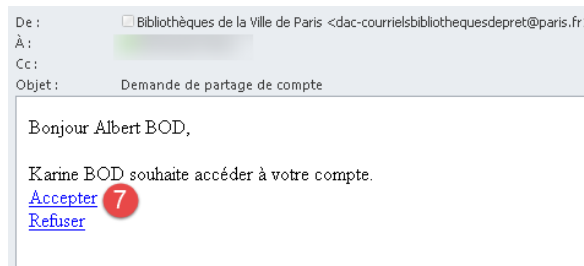 De : Bibliothèques de la Ville de Paris <dac-courrielsbibliothequesdepret@paris.fr
À :
Cc :
Objet : Demande de partage de compte
Bonjour Albert BOD,
Karine BOD souhaite accéder à votre compte.
Accepter 7
Refuser